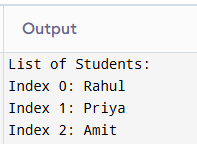 Output
List of Students:
Index 0: Rahul
Index 1: Priya
Index 2: Amit